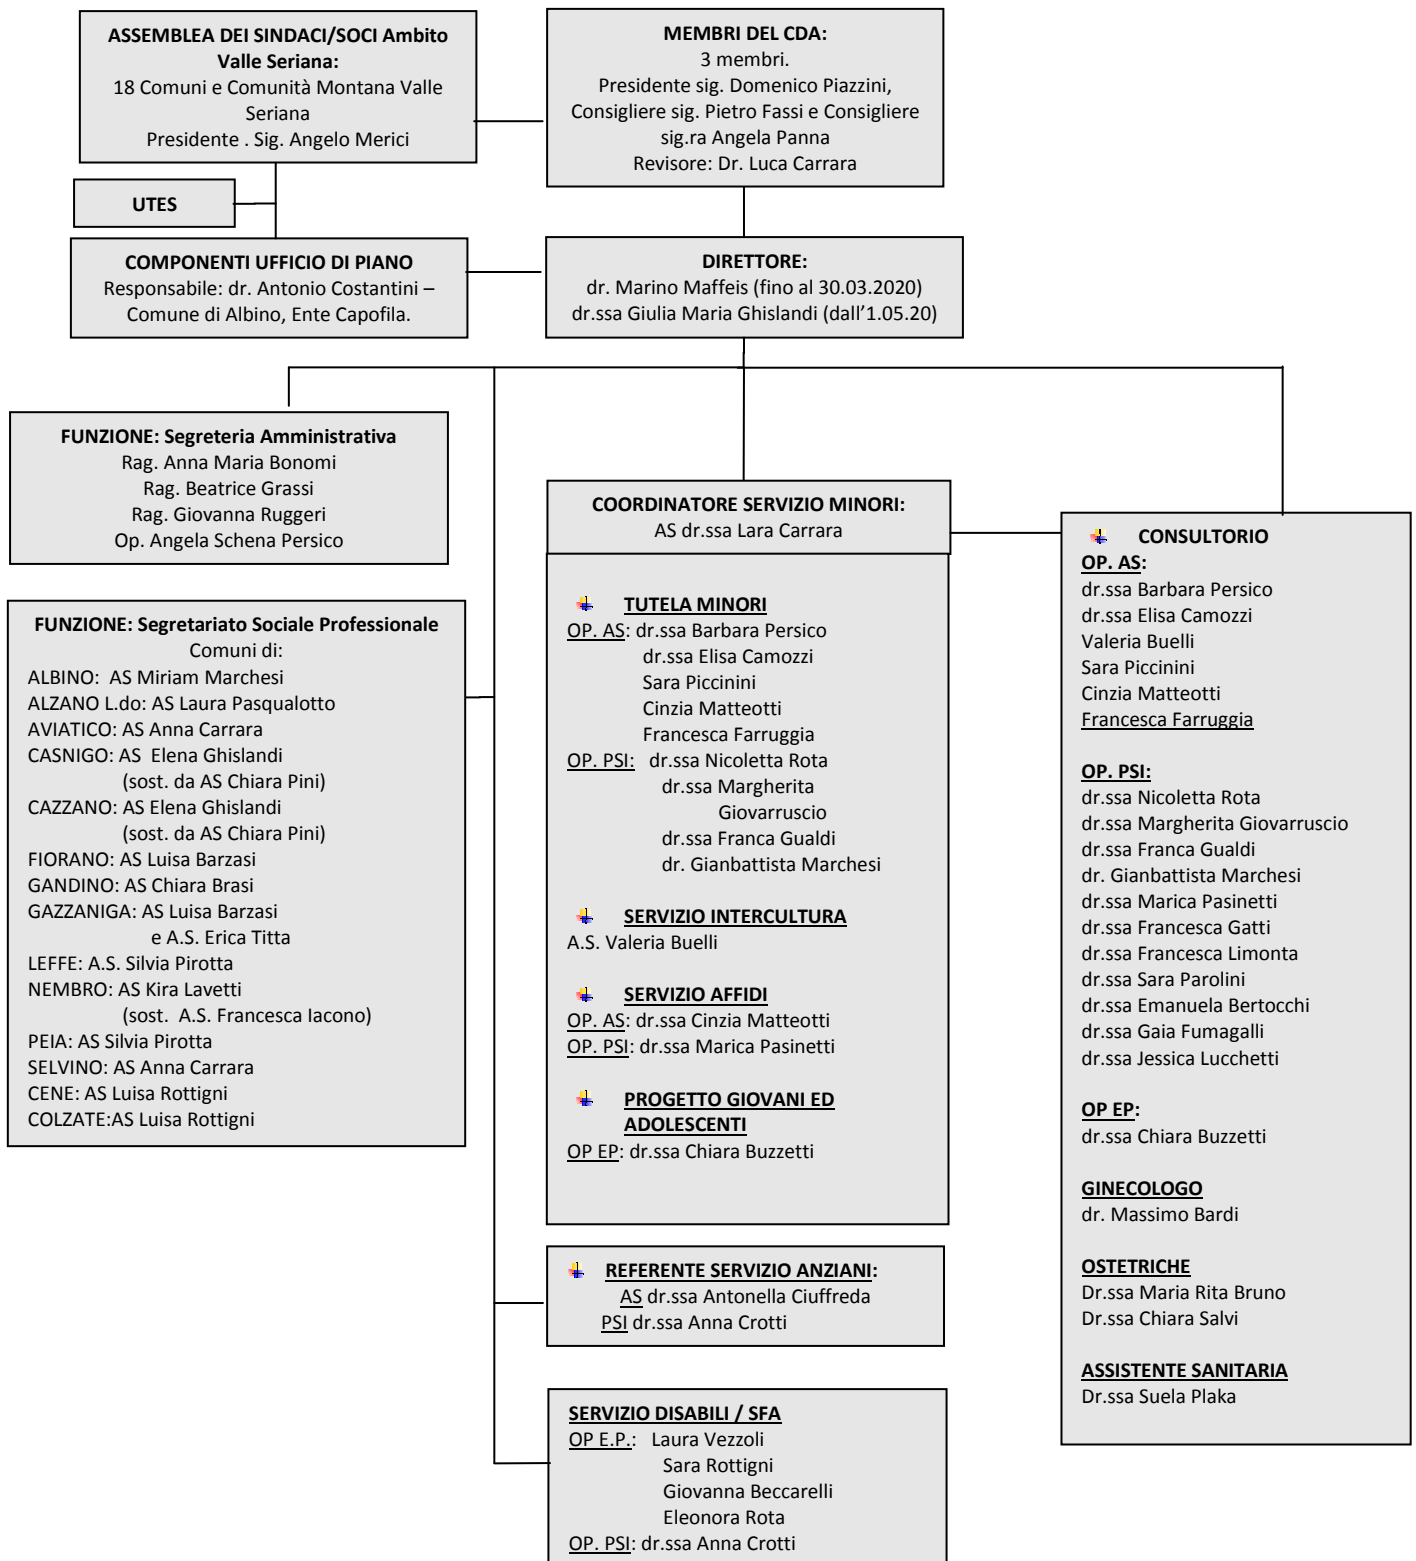 ASSEMBLEA DEI SINDACI/SOCI Ambito
Valle Seriana:
18 Comuni e Comunità Montana Valle
Seriana
Presidente . Sig. Angelo Merici
MEMBRI DEL CDA:
3 membri.
Presidente sig. Domenico Piazzini,
Consigliere sig. Pietro Fassi e Consigliere
sig.ra Angela Panna
Revisore: Dr. Luca Carrara
UTES
COMPONENTI UFFICIO DI PIANO
Responsabile: dr. Antonio Costantini –
Comune di Albino, Ente Capofila.
DIRETTORE:
dr. Marino Maffeis (fino al 30.03.2020)
dr.ssa Giulia Maria Ghislandi (dall'1.05.20)
FUNZIONE: Segreteria Amministrativa
Rag. Anna Maria Bonomi
Rag. Beatrice Grassi
Rag. Giovanna Ruggeri
Op. Angela Schena Persico
FUNZIONE: Segretariato Sociale Professionale
Comuni di:
ALBINO: AS Miriam Marchesi
ALZANO L.do: AS Laura Pasqualotto
AVIATICO: AS Anna Carrara
CASNIGO: AS Elena Ghislandi
(sost. da AS Chiara Pini)
CAZZANO: AS Elena Ghislandi
(sost. da AS Chiara Pini)
FIORANO: AS Luisa Barzasi
GANDINO: AS Chiara Brasi
GAZZANIGA: AS Luisa Barzasi
e A.S. Erica Titta
LEFFE: A.S. Silvia Pirotta
NEMBRO: AS Kira Lavetti
(sost. A.S. Francesca Iacono)
PEIA: AS Silvia Pirotta
SELVINO: AS Anna Carrara
CENE: AS Luisa Rottigni
COLZATE:AS Luisa Rottigni
COORDINATORE SERVIZIO MINORI:
AS dr.ssa Lara Carrara
TUTELA MINORI
OP. AS: dr.ssa Barbara Persico
dr.ssa Elisa Camozzi
Sara Piccinini
Cinzia Matteotti
Francesca Farruggia
OP. PSI: dr.ssa Nicoletta Rota
dr.ssa Margherita
Giovarruscio
dr.ssa Franca Gualdi
dr. Gianbattista Marchesi
SERVIZIO INTERCULTURA
A.S. Valeria Buelli
SERVIZIO AFFIDI
OP. AS: dr.ssa Cinzia Matteotti
OP. PSI: dr.ssa Marica Pasinetti
PROGETTO GIOVANI ED
ADOLESCENTI
OP EP: dr.ssa Chiara Buzzetti
REFERENTE SERVIZIO ANZIANI:
AS dr.ssa Antonella Ciuffreda
PSI dr.ssa Anna Crotti
SERVIZIO DISABILI / SFA
OP E.P.: Laura Vezzoli
Sara Rottigni
Giovanna Beccarelli
Eleonora Rota
OP. PSI: dr.ssa Anna Crotti
CONSULTORIO
OP. AS:
dr.ssa Barbara Persico
dr.ssa Elisa Camozzi
Valeria Buelli
Sara Piccinini
Cinzia Matteotti
Francesca Farruggia
OP. PSI:
dr.ssa Nicoletta Rota
dr.ssa Margherita Giovarruscio
dr.ssa Franca Gualdi
dr. Gianbattista Marchesi
dr.ssa Marica Pasinetti
dr.ssa Francesca Gatti
dr.ssa Francesca Limonta
dr.ssa Sara Parolini
dr.ssa Emanuela Bertocchi
dr.ssa Gaia Fumagalli
dr.ssa Jessica Lucchetti
OP EP:
dr.ssa Chiara Buzzetti
GINECOLOGO
dr. Massimo Bardi
OSTETRICHE
Dr.ssa Maria Rita Bruno
Dr.ssa Chiara Salvi
ASSISTENTE SANITARIA
Dr.ssa Suela Plaka